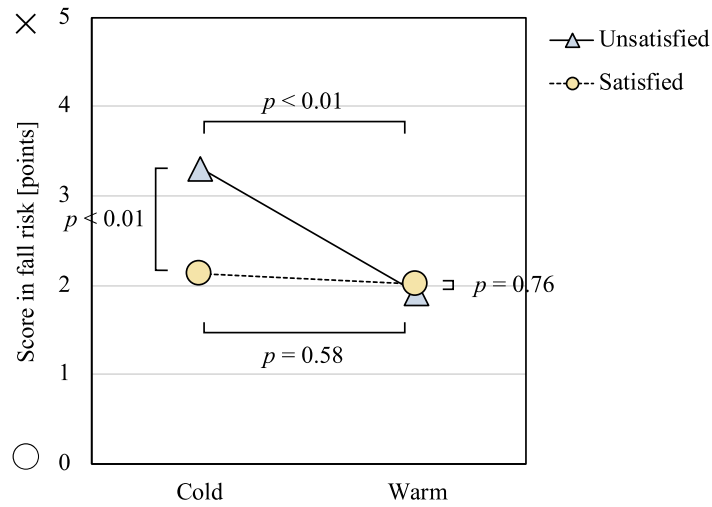 5
4
3
2
1
0
Score in fall risk [points]
Unsatisfied
Satisfied
p < 0.01
p < 0.01
p = 0.76
p = 0.58
Cold
Warm